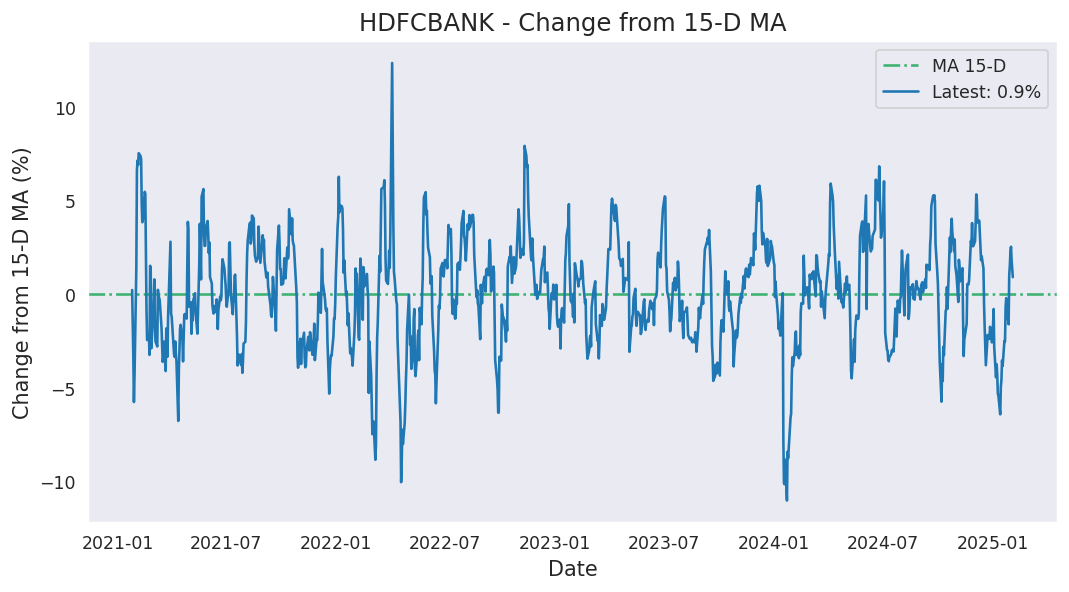 HDFCBANK - Change from 15-D MA
MA 15-D
Latest: 0.9%
Change from 15-D MA (%)
10
5
0
−5
−10
2021-01
2021-07
2022-01
2022-07
2023-01
2023-07
2024-01
2024-07
2025-01
Date